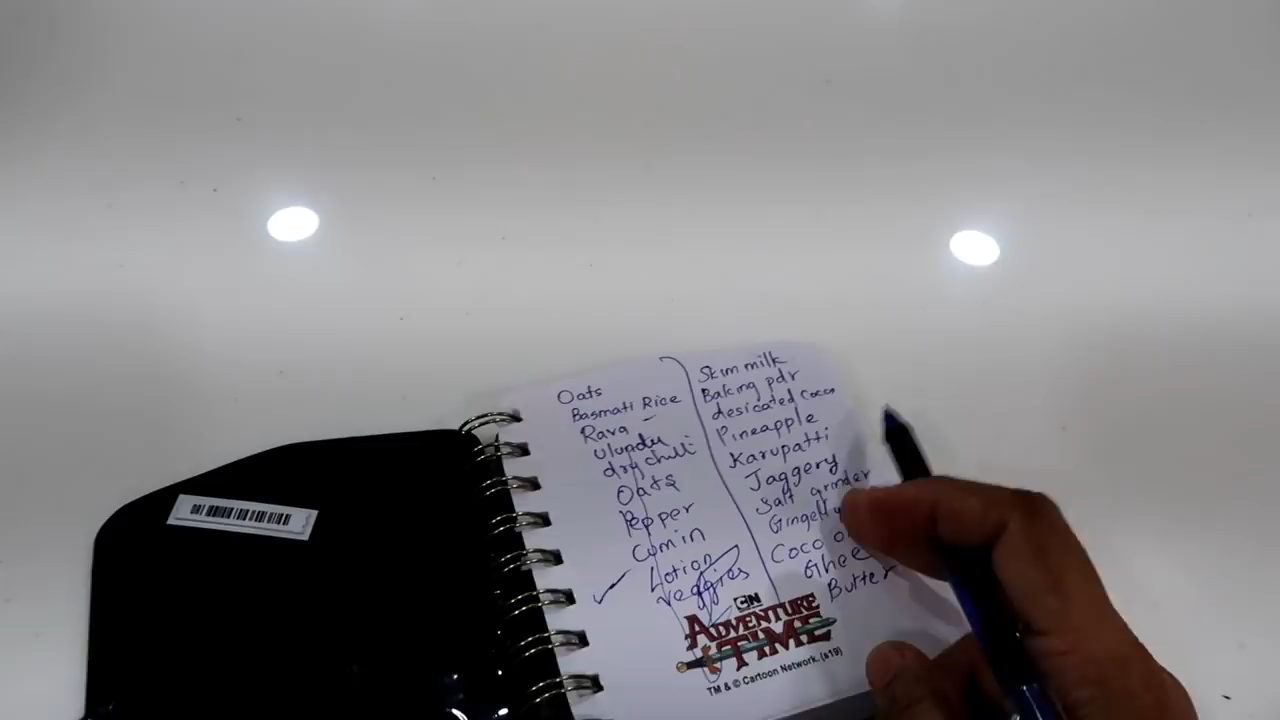 Oats
Basmati Rice
Rava
Ulundu
dry chilli
Oats
Pepper
Cumin
Lotion
Veggies
Skim milk
Baking pdr
desicated Coco
Pineapple
Karupatti
Jaggery
Salt grinder
Coco
Ghee
Butter
CN
ADVENTURE
TIME
TM & © Cartoon Network. (s19)